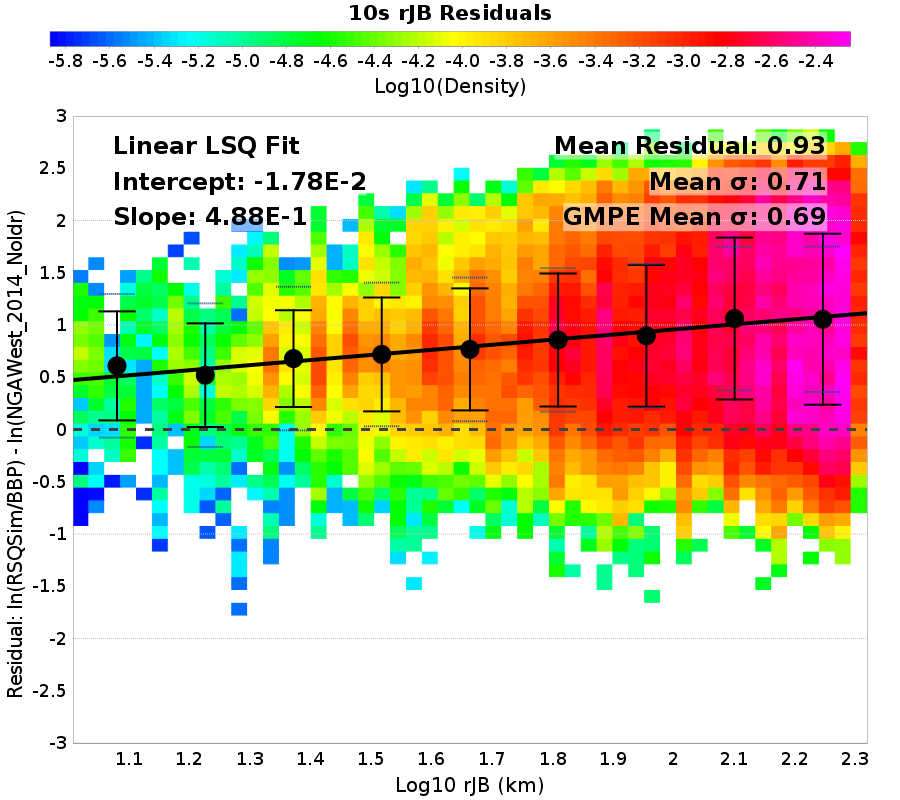 10s rJB Residuals
-5.8 -5.6 -5.4 -5.2 -5.0 -4.8 -4.6 -4.4 -4.2 -4.0 -3.8 -3.6 -3.4 -3.2 -3.0 -2.8 -2.6 -2.4
Log10(Density)
Linear LSQ Fit
Intercept: -1.78E-2
Slope: 4.88E-1
Mean Residual: 0.93
Mean σ: 0.71
GMPE Mean σ: 0.69
3
2.5
2
1.5
1
0.5
0
-0.5
-1
-1.5
-2
-2.5
-3
Residual: ln(RSQSim/BBP) - ln(NGAWest_2014_NoIdr)
1.1 1.2 1.3 1.4 1.5 1.6 1.7 1.8 1.9 2 2.1 2.2 2.3
Log10 rJB (km)